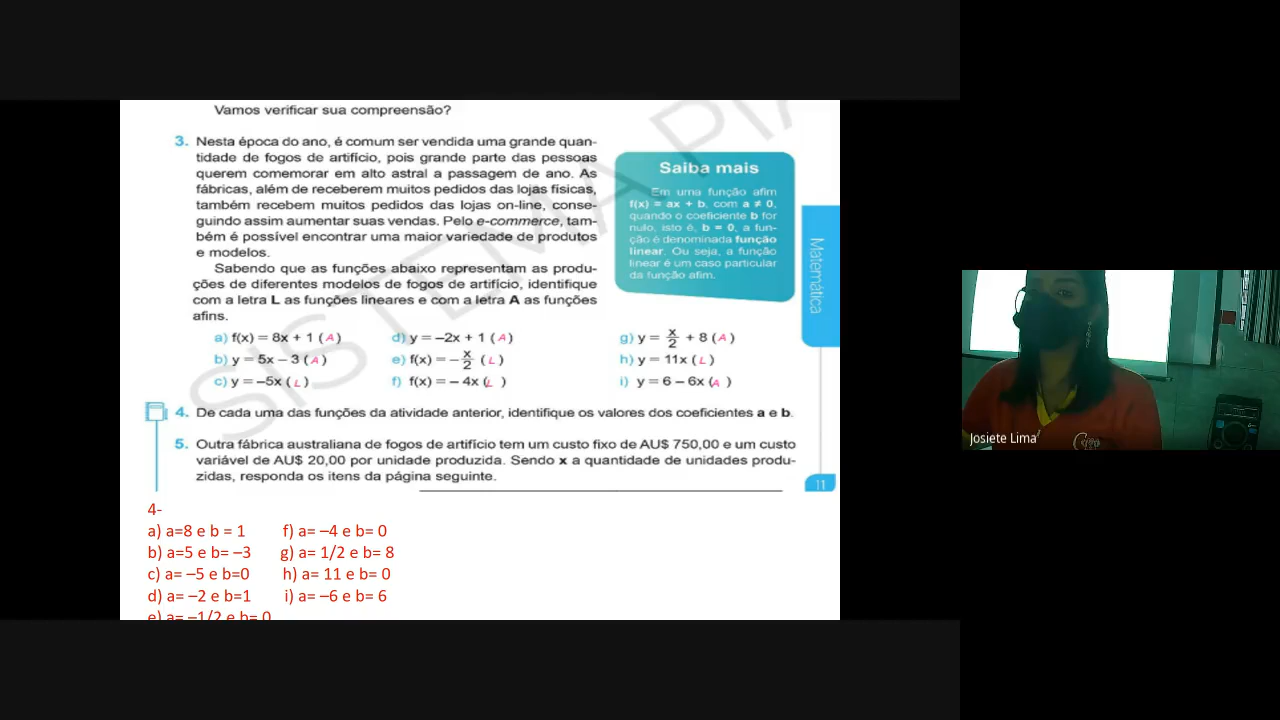 Vamos verificar sua compreensão?
3. Nesta época do ano, é comum ser vendida uma grande quan-
tidade de fogos de artifício, pois grande parte das pessoas
querem comemorar em alto astral a passagem de ano. As
fábricas, além de receberem muitos pedidos das lojas físicas,
também recebem muitos pedidos das lojas on-line, conse-
guindo assim aumentar suas vendas. Pelo e-commerce, tam-
bém é possível encontrar uma maior variedade de produtos
e modelos.
Sabendo que as funções abaixo representam as produ-
ções de diferentes modelos de fogos de artifício, identifique
com a letra L as funções lineares e com a letra A as funções
afins.
Saiba mais
Em uma função afim
f(x) = ax + b, com a ≠ 0,
quando o coeficiente b for
nulo, isto é, b = 0, a fun-
ção é denominada função
linear. Ou seja, a função
linear é um caso particular
da função afim.
Matemática
a) f(x) = 8x + 1 (A) d) y = –2x + 1 (A) g) y = x/2 + 8 (A)
b) y = 5x – 3 (A) e) f(x) = – x/2 (L) h) y = 11x (L)
c) y = –5x (L) f) f(x) = – 4x (L) i) y = 6 – 6x (A)
4. De cada uma das funções da atividade anterior, identifique os valores dos coeficientes a e b.
5. Outra fábrica australiana de fogos de artifício tem um custo fixo de AU$ 750,00 e um custo
variável de AU$ 20,00 por unidade produzida. Sendo x a quantidade de unidades produ-
zidas, responda os itens da página seguinte.
11
4-
a) a=8 e b = 1 f) a= –4 e b= 0
b) a=5 e b= –3 g) a= 1/2 e b= 8
c) a= –5 e b=0 h) a= 11 e b= 0
d) a= –2 e b=1 i) a= –6 e b= 6
e) a= –1/2 e b= 0
SISTEMA
Josiete Lima